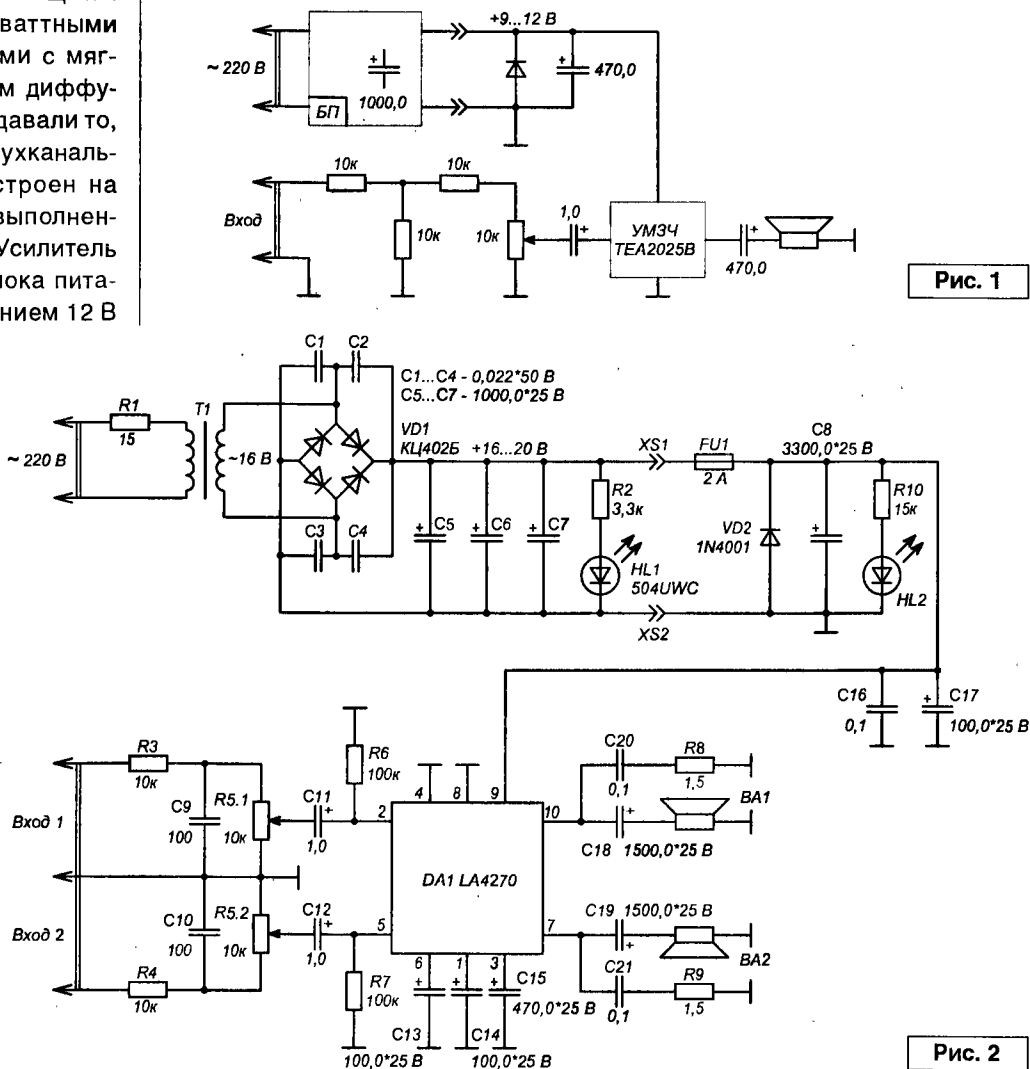 ваттными
ми с мяг-
м диффу-
давали то,
ухканаль-
строен на
выполнен-
Усилитель
ока пита-
нием 12 В
~ 220 В
+
1000,0
БП
+9...12 В
+
470,0
Вход
10к
10к
10к
10к
1,0
+
УМЗЧ
TEA2025B
+
470,0
Рис. 1
C1
C2
C1...C4 - 0,022*50 В
C5...C7 - 1000,0*25 В
R1
15
T1
~ 220 В
~16 В
VD1
КЦ402Б
+16...20 В
C3
C4
+
C5
+
C6
+
C7
R2
3,3к
HL1
504UWC
XS1
XS2
FU1
2 А
VD2
1N4001
C8
3300,0*25 В
+
R10
15к
HL2
C16
0,1
+
C17
100,0*25 В
R3
10к
Вход 1
C9
100
R5.1
10к
C11
+
1,0
R6
100к
2
4
8
9
10
DA1 LA4270
C20
0,1
R8
1,5
BA1
+
C18
1500,0*25 В
Вход 2
C10
100
R5.2
10к
C12
+
1,0
R4
10к
R7
100к
5
6
1
3
7
+
C13
100,0*25 В
+
C14
100,0*25 В
+
C15
470,0*25 В
C19
1500,0*25 В
+
BA2
C21
0,1
R9
1,5
Рис. 2